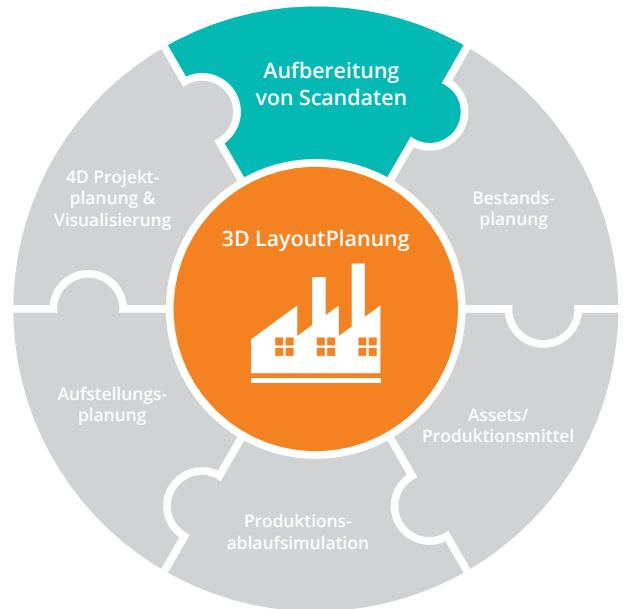 Aufbereitung
von Scandaten
4D Projekt-
planung &
Visualisierung
Bestands-
planung
3D LayoutPlanung
Aufstellungs-
planung
Assets/
Produktionsmittel
Produktions-
ablaufsimulation